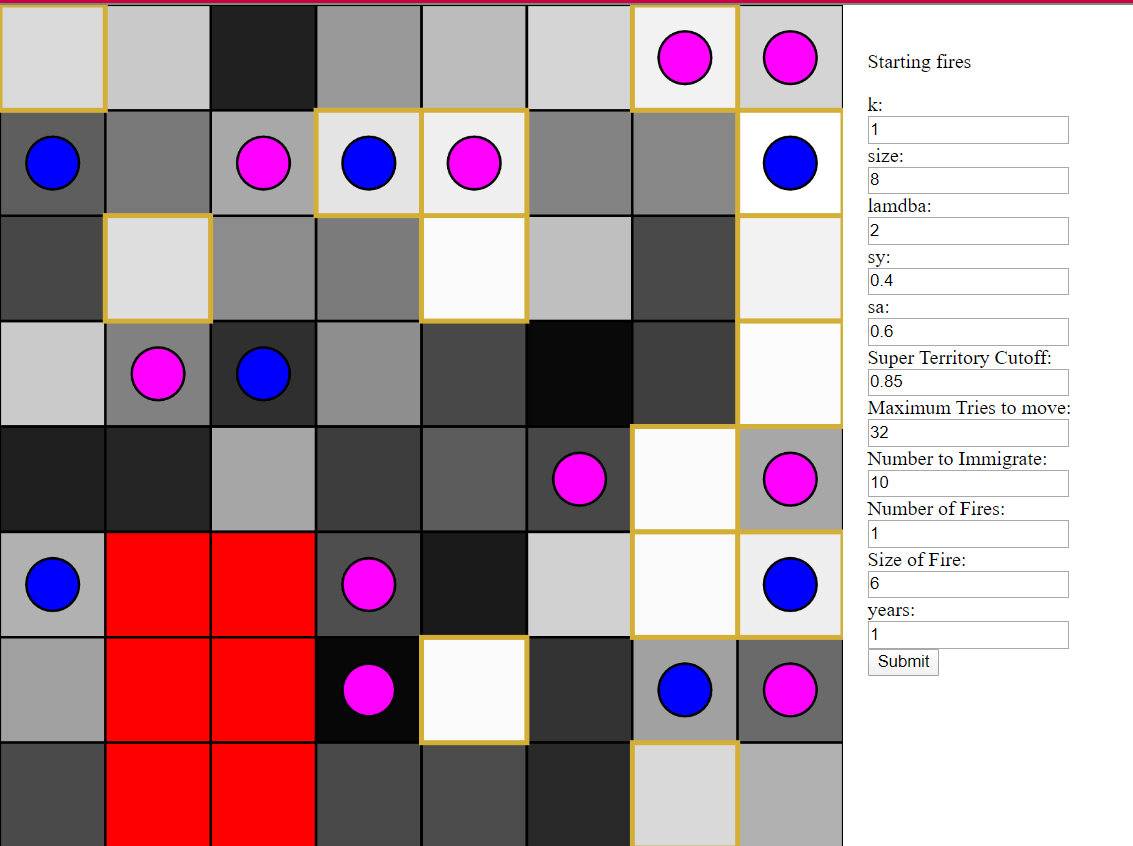 Starting fires
k:
1
size:
8
lamdba:
2
sy:
0.4
sa:
0.6
Super Territory Cutoff:
0.85
Maximum Tries to move:
32
Number to Immigrate:
10
Number of Fires:
1
Size of Fire:
6
years:
1
Submit